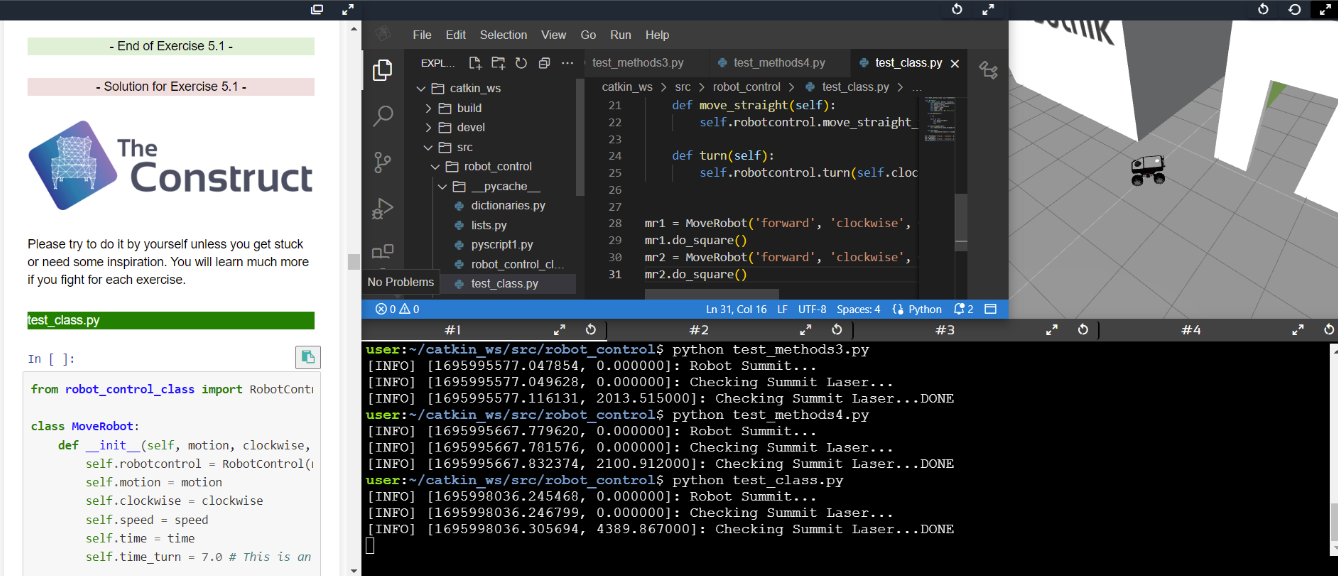 - End of Exercise 5.1 -
- Solution for Exercise 5.1 -
The
Construct
Please try to do it by yourself unless you get stuck
or need some inspiration. You will learn much more
if you fight for each exercise.
test_class.py
In [ ]:
from robot_control_class import RobotContr
class MoveRobot:
def __init__(self, motion, clockwise,
self.robotcontrol = RobotControl(
self.motion = motion
self.clockwise = clockwise
self.speed = speed
self.time = time
self.time_turn = 7.0 # This is an
File Edit Selection View Go Run Help
EXPL...
catkin_ws
build
devel
src
robot_control
__pycache__
dictionaries.py
lists.py
pyscript1.py
robot_control_cl...
test_class.py
No Problems
test_methods3.py test_methods4.py test_class.py
catkin_ws > src > robot_control > test_class.py > ...
21 def move_straight(self):
22 self.robotcontrol.move_straight_
23
24 def turn(self):
25 self.robotcontrol.turn(self.cloc
26
27
28 mr1 = MoveRobot('forward', 'clockwise',
29 mr1.do_square()
30 mr2 = MoveRobot('forward', 'clockwise',
31 mr2.do_square()
0 0 Ln 31, Col 16 LF UTF-8 Spaces: 4 Python 2
#1 #2 #3 #4
user:~/catkin_ws/src/robot_control$ python test_methods3.py
[INFO] [1695995577.047854, 0.000000]: Robot Summit...
[INFO] [1695995577.049628, 0.000000]: Checking Summit Laser...
[INFO] [1695995577.116131, 2013.515000]: Checking Summit Laser...DONE
user:~/catkin_ws/src/robot_control$ python test_methods4.py
[INFO] [1695995667.779620, 0.000000]: Robot Summit...
[INFO] [1695995667.781576, 0.000000]: Checking Summit Laser...
[INFO] [1695995667.832374, 2100.912000]: Checking Summit Laser...DONE
user:~/catkin_ws/src/robot_control$ python test_class.py
[INFO] [1695998036.245468, 0.000000]: Robot Summit...
[INFO] [1695998036.246799, 0.000000]: Checking Summit Laser...
[INFO] [1695998036.305694, 4389.867000]: Checking Summit Laser...DONE